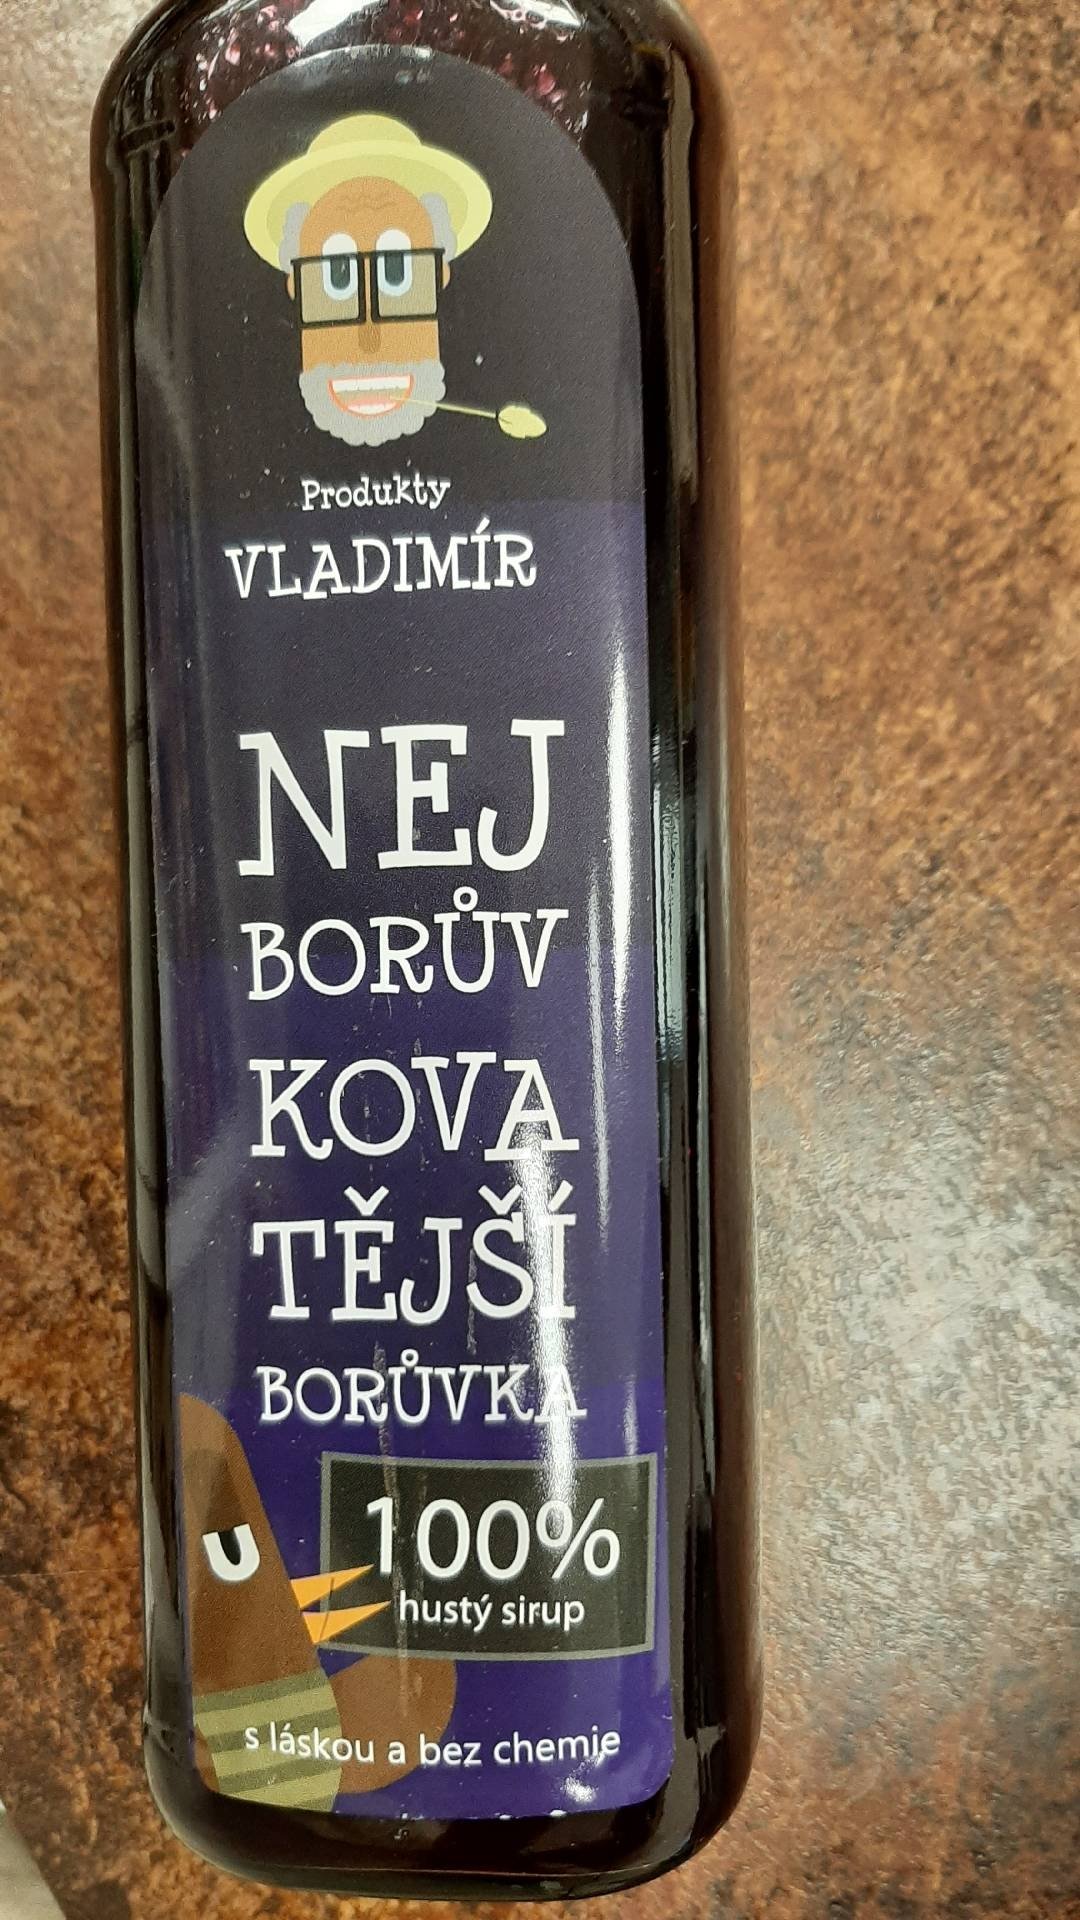 Produkty
VLADIMÍR
NEJ
BORŮV
KOVA
TĚJŠÍ
BORŮVKA
100%
hustý sirup
s láskou a bez chemie